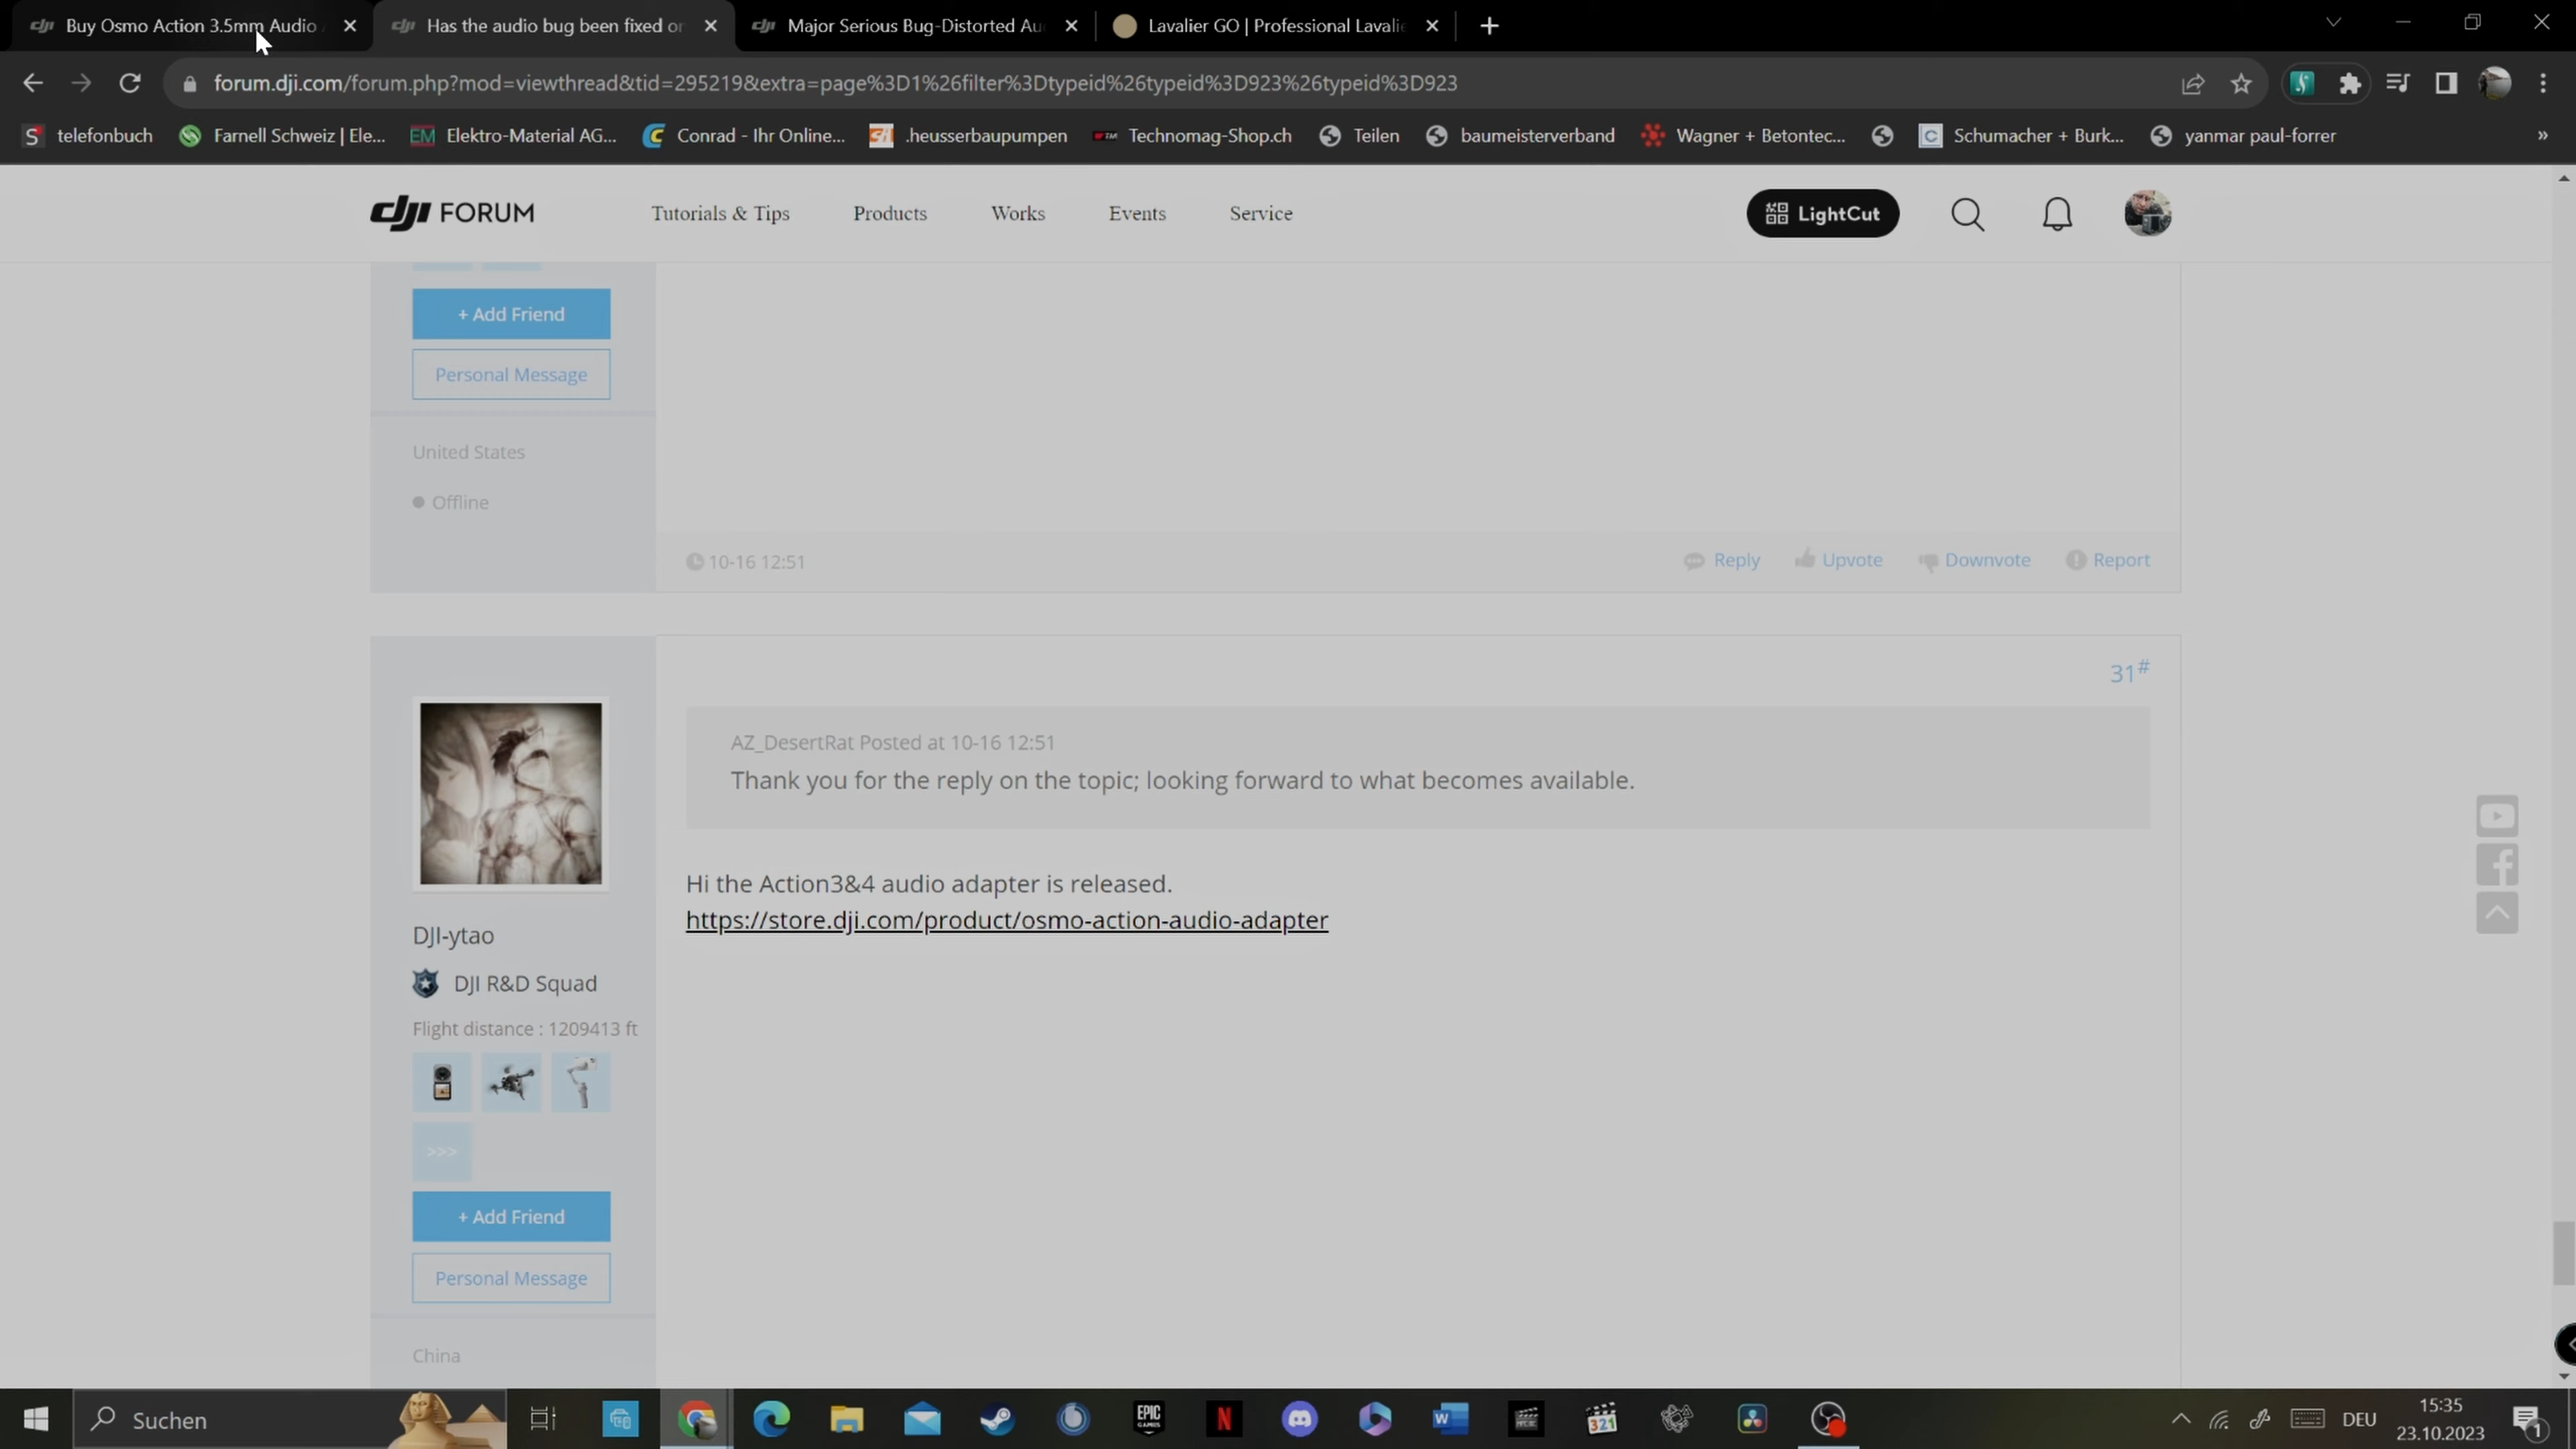 Buy Osmo Action 3.5mm Audio
Has the audio bug been fixed or
Major Serious Bug-Distorted Au
Lavalier GO | Professional Lavalie
forum.dji.com/forum.php?mod=viewthread&tid=295219&extra=page%3D1%26filter%3Dtypeid%26typeid%3D923%26typeid%3D923
telefonbuch
Farnell Schweiz | Ele...
EM
Elektro-Material AG...
Conrad - Ihr Online...
.heusserbaupumpen
Technomag-Shop.ch
Teilen
baumeisterverband
Wagner + Betontec...
Schumacher + Burk...
yanmar paul-forrer
»
dji FORUM
Tutorials & Tips
Products
Works
Events
Service
LightCut
+ Add Friend
Personal Message
United States
Offline
10-16 12:51
Reply
Upvote
Downvote
Report
31#
AZ_DesertRat Posted at 10-16 12:51
Thank you for the reply on the topic; looking forward to what becomes available.
Hi the Action3&4 audio adapter is released.
https://store.dji.com/product/osmo-action-audio-adapter
DJI-ytao
DJI R&D Squad
Flight distance : 1209413 ft
>>>
+ Add Friend
Personal Message
China
Suchen
EPIC
GAMES
N
W
321
DEU
15:35
23.10.2023
1